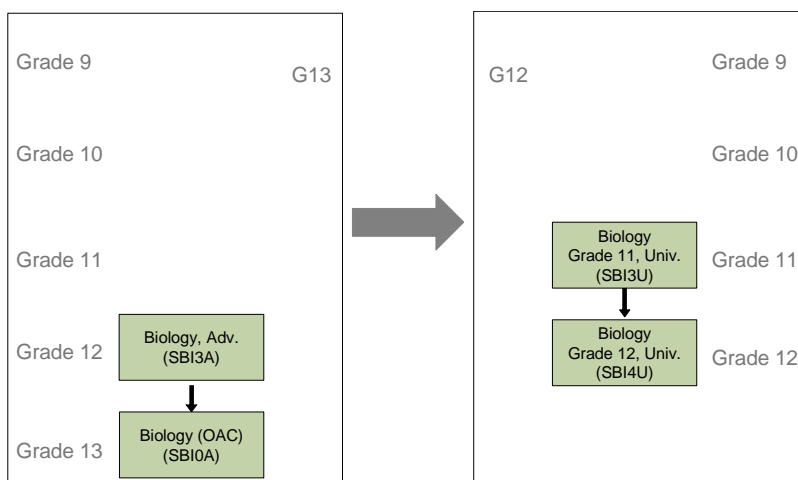 Grade 9
G13
Grade 10
Grade 11
Grade 12
Biology, Adv.
(SBI3A)
Grade 13
Biology (OAC)
(SBI0A)
G12
Grade 9
Grade 10
Biology
Grade 11, Univ.
(SBI3U)
Grade 11
Biology
Grade 12, Univ.
(SBI4U)
Grade 12